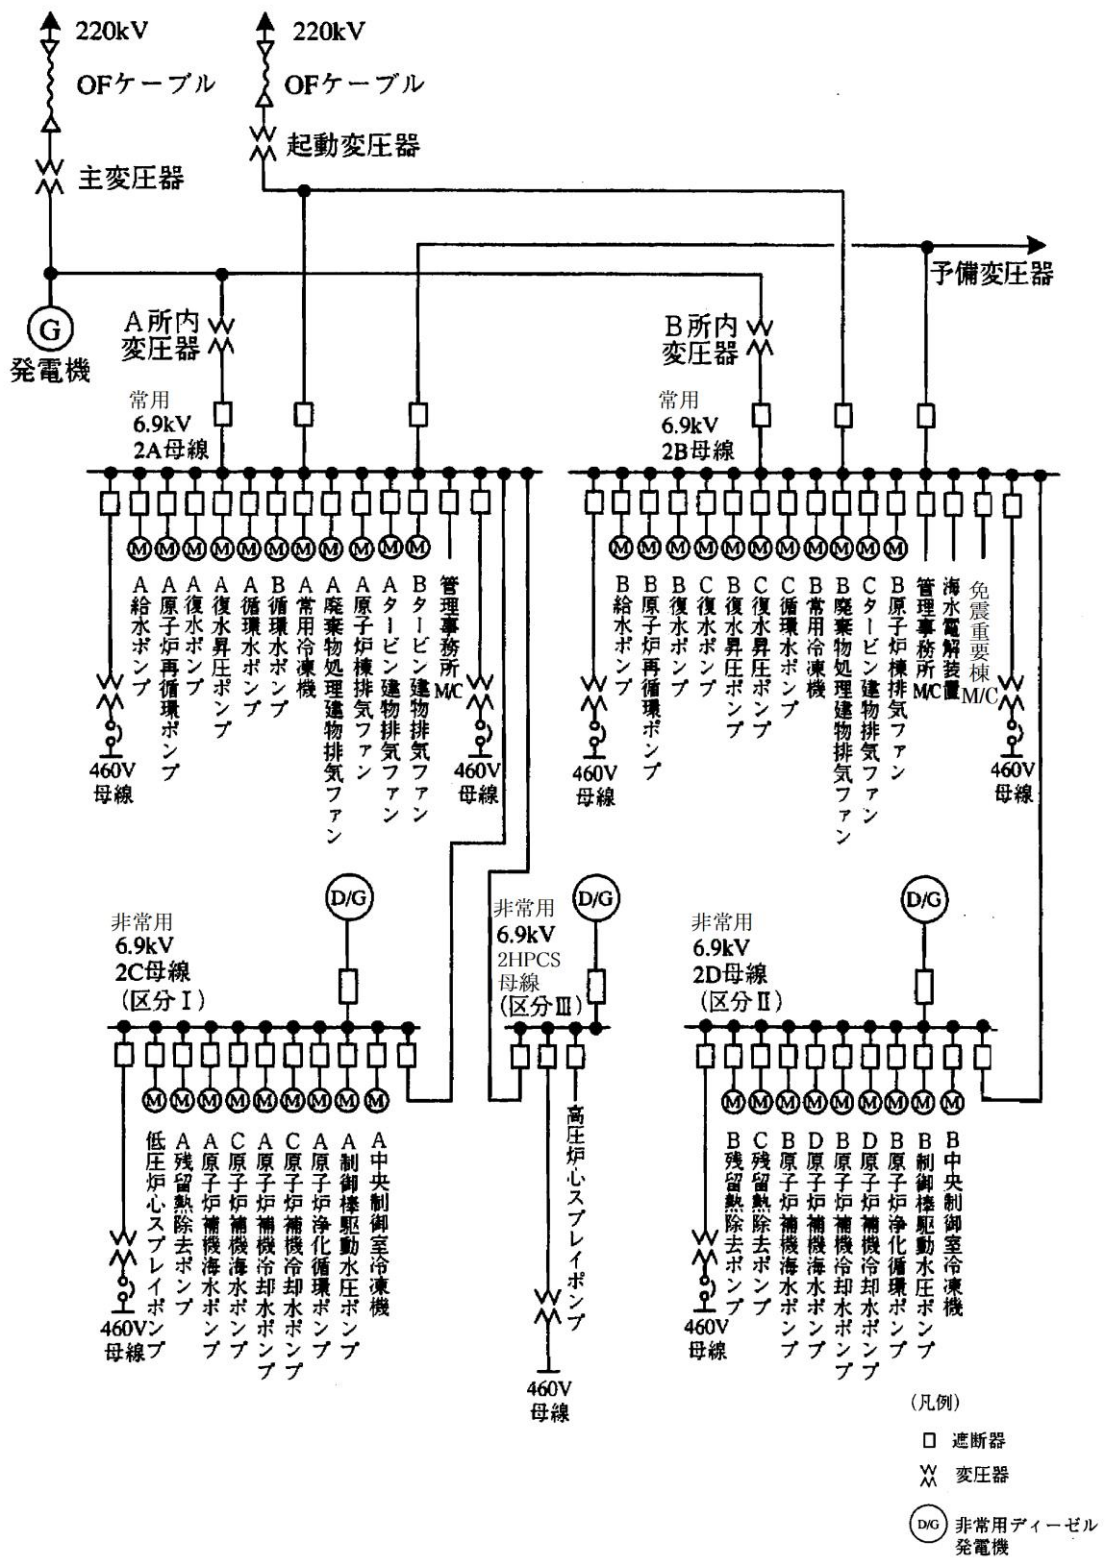 220kV
220kV
OFケーブル
OFケーブル
起動変圧器
主変圧器
予備変圧器
A所内
変圧器
B所内
変圧器
G
発電機
常用
6.9kV
2A母線
常用
6.9kV
2B母線
M M M M M M M M M M M
M M M M M M M M M M M
A給水ポンプ
A原子炉再循環ポンプ
A復水ポンプ
A復水昇圧ポンプ
A循環水ポンプ
B循環水ポンプ
A常用冷凍機
A廃棄物処理建物排気ファン
A原子炉棟排気ファン
Aタービン建物排気ファン
Bタービン建物排気ファン
管理事務所M/C
460V
母線
460V
母線
B給水ポンプ
B原子炉再循環ポンプ
B復水ポンプ
C復水ポンプ
B復水昇圧ポンプ
C復水昇圧ポンプ
C循環水ポンプ
B常用冷凍機
B廃棄物処理建物排気ファン
Cタービン建物排気ファン
B原子炉棟排気ファン
管理事務所M/C
海水電解装置
免震重要棟M/C
460V
母線
460V
母線
D/G
非常用
6.9kV
2C母線
(区分Ⅰ)
D/G
非常用
6.9kV
2HPCS
母線
(区分Ⅲ)
D/G
非常用
6.9kV
2D母線
(区分Ⅱ)
M M M M M M M M M
M M M M M M M M M
低圧炉心スプレイポンプ
A残留熱除去ポンプ
A原子炉補機海水ポンプ
C原子炉補機海水ポンプ
A原子炉補機冷却水ポンプ
C原子炉補機冷却水ポンプ
A原子炉浄化循環ポンプ
A制御棒駆動水圧ポンプ
A中央制御室冷凍機
460V
母線
高圧炉心スプレイポンプ
460V
母線
B残留熱除去ポンプ
C残留熱除去ポンプ
B原子炉補機海水ポンプ
D原子炉補機海水ポンプ
B原子炉補機冷却水ポンプ
D原子炉補機冷却水ポンプ
B原子炉浄化循環ポンプ
B制御棒駆動水圧ポンプ
B中央制御室冷凍機
460V
母線
(凡例)
遮断器
変圧器
D/G 非常用ディーゼル
発電機